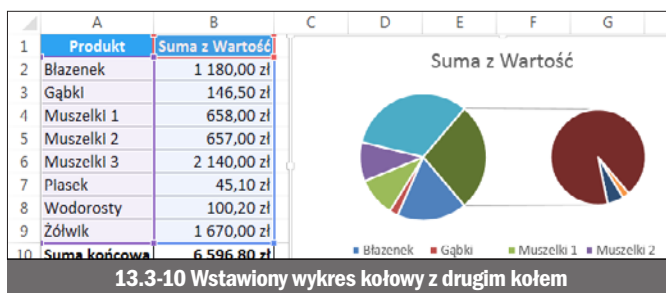 A B C D E F G
1 Produkt Suma z Wartość
2 Błazenek 1 180,00 zł
3 Gąbki 146,50 zł
4 Muszelki 1 658,00 zł
5 Muszelki 2 657,00 zł
6 Muszelki 3 2 140,00 zł
7 Piasek 45,10 zł
8 Wodorosty 100,20 zł
9 Żółwik 1 670,00 zł
10 Suma końcowa 6 596,80 zł
Suma z Wartość
Błazenek Gąbki Muszelki 1 Muszelki 2
13.3-10 Wstawiony wykres kołowy z drugim kołem